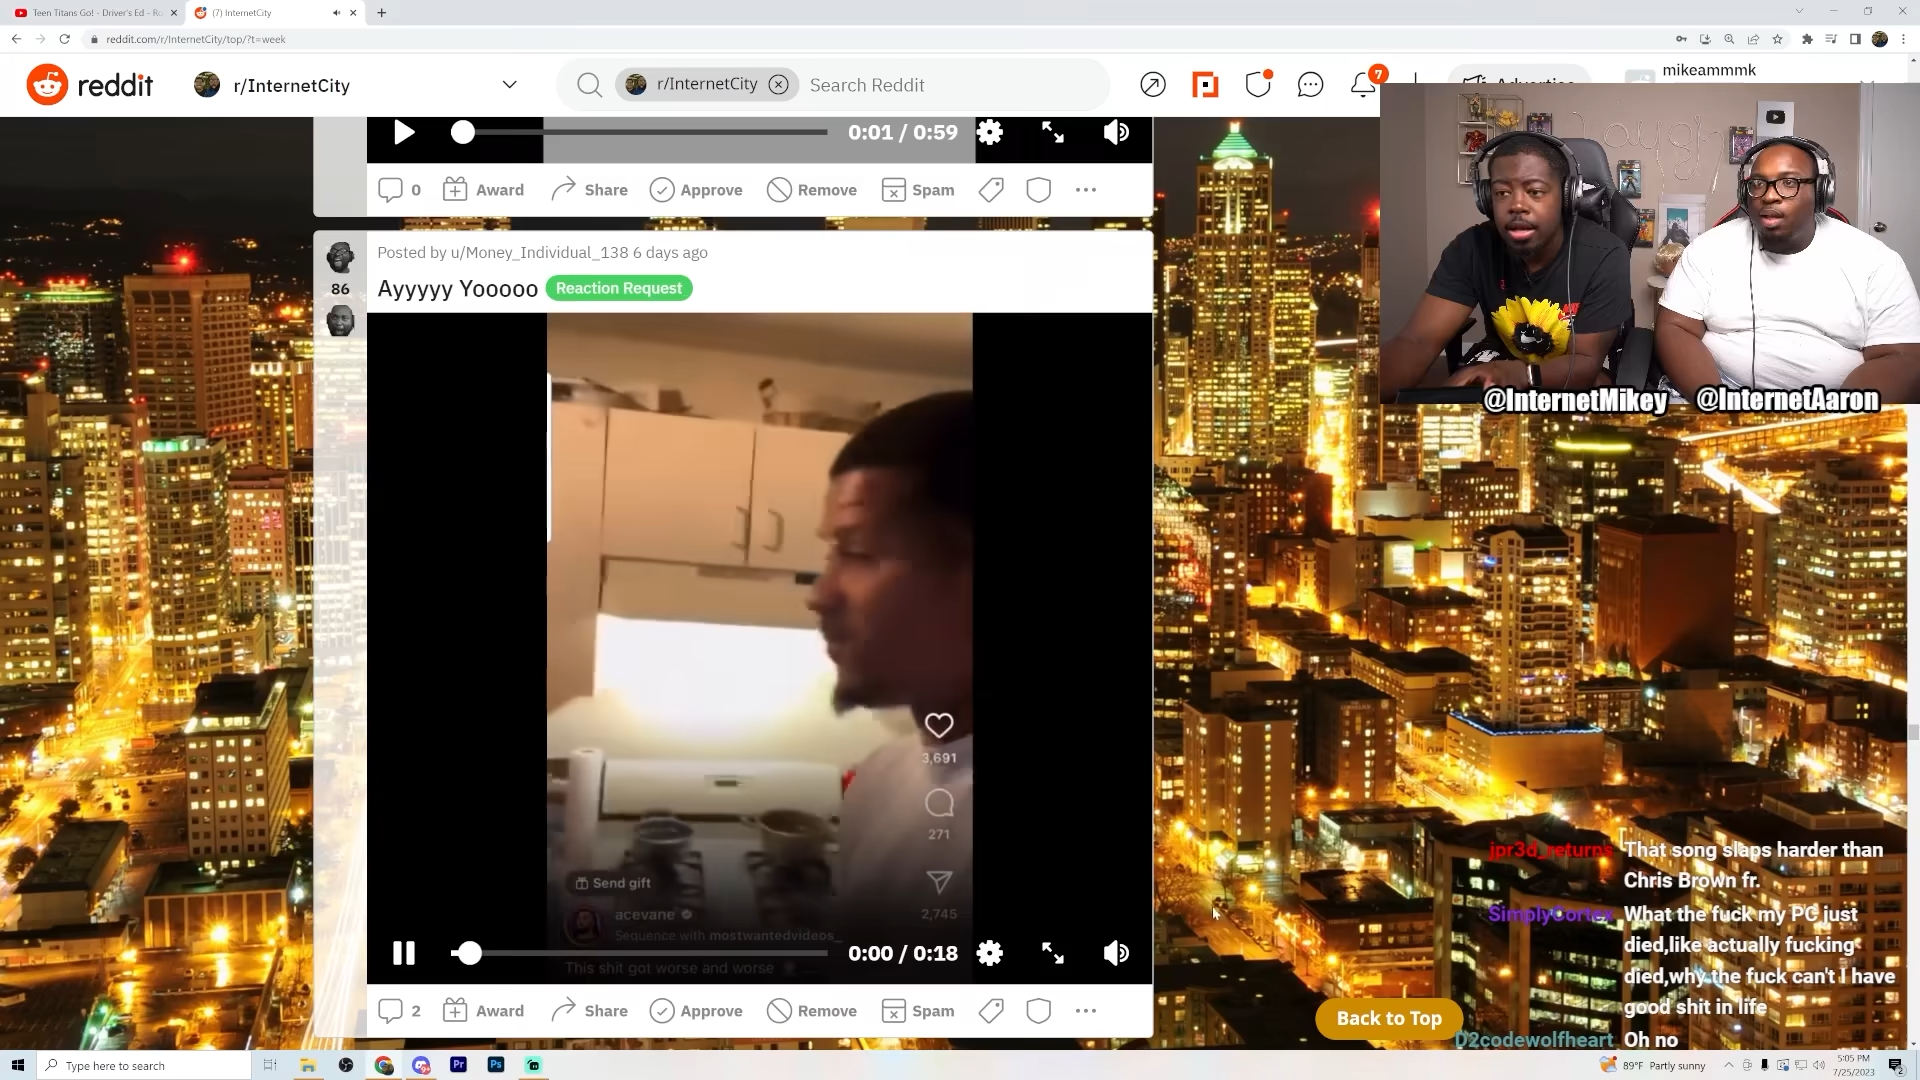 Teen Titans Go! - Driver's Ed - Ro
(7) InternetCity
reddit.com/r/InternetCity/top/?t=week
reddit
r/InternetCity
r/InternetCity
Search Reddit
7
Advertise
mikeammmk
0:01 / 0:59
0
Award
Share
Approve
Remove
Spam
Posted by u/Money_Individual_138 6 days ago
86
Ayyyyy Yooooo
Reaction Request
@InternetMikey
@InternetAaron
3,691
271
Send gift
acevane
2,745
Sequence with mostwantedvideos_
0:00 / 0:18
This shit got worse and worse
2
Award
Share
Approve
Remove
Spam
jpr3d_returns That song slaps harder than
Chris Brown fr.
SimplyCortex What the fuck my PC just
died,like actually fucking
died,why the fuck can't I have
good shit in life
D2codewolfheart Oh no
Back to Top
Type here to search
Pr
Ps
89°F Partly sunny
5:05 PM
7/25/2023
2